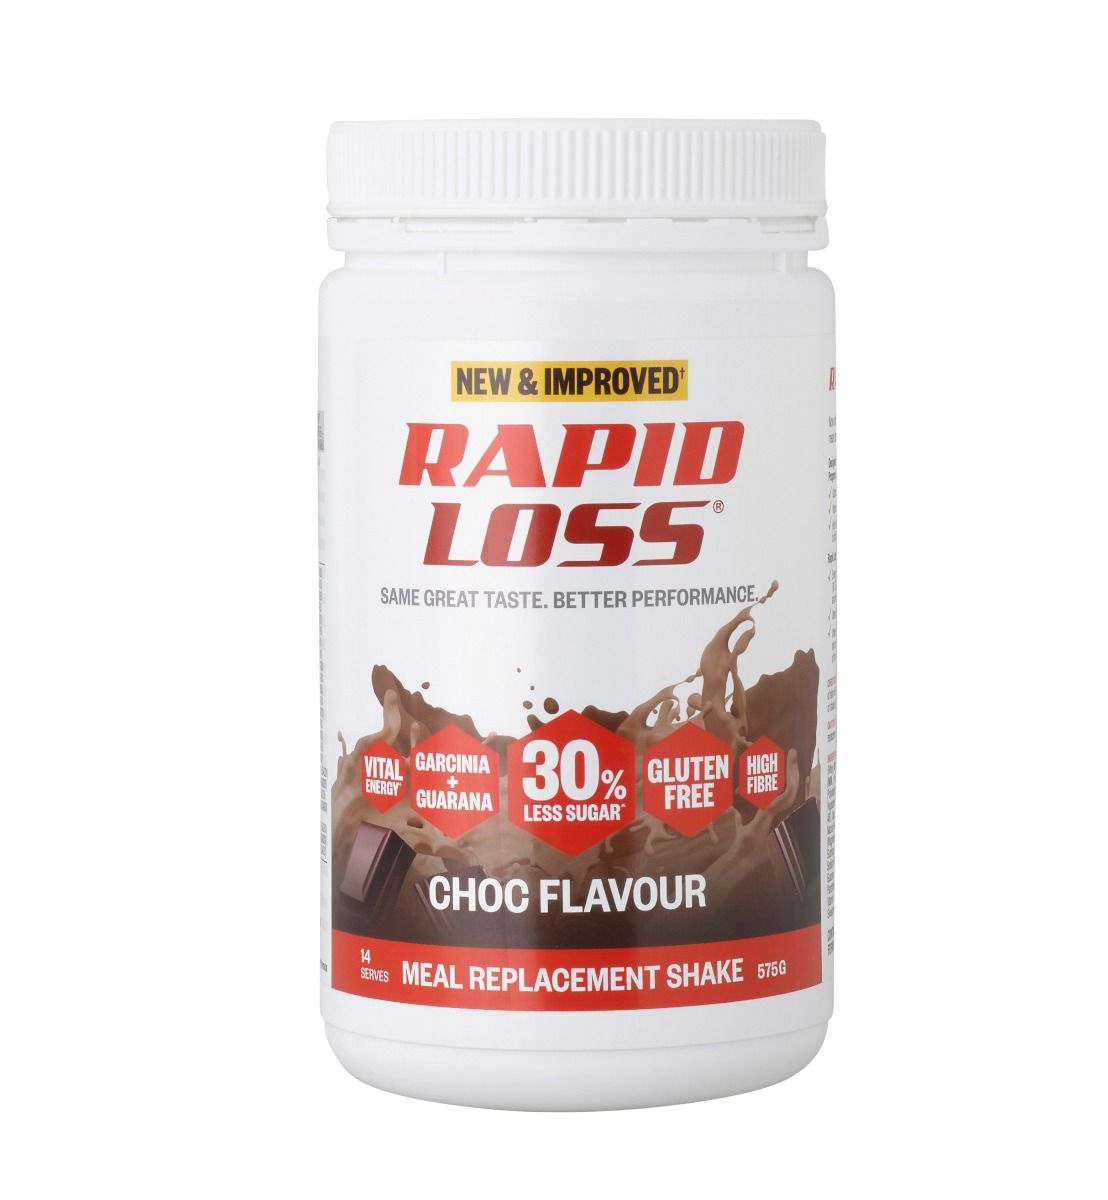 NEW & IMPROVED†
RAPID
LOSS®
SAME GREAT TASTE. BETTER PERFORMANCE.
VITAL
ENERGY*
GARCINIA
+
GUARANA
30%
LESS SUGAR^
GLUTEN
FREE
HIGH
FIBRE
CHOC FLAVOUR
14
SERVES
MEAL REPLACEMENT SHAKE
575G